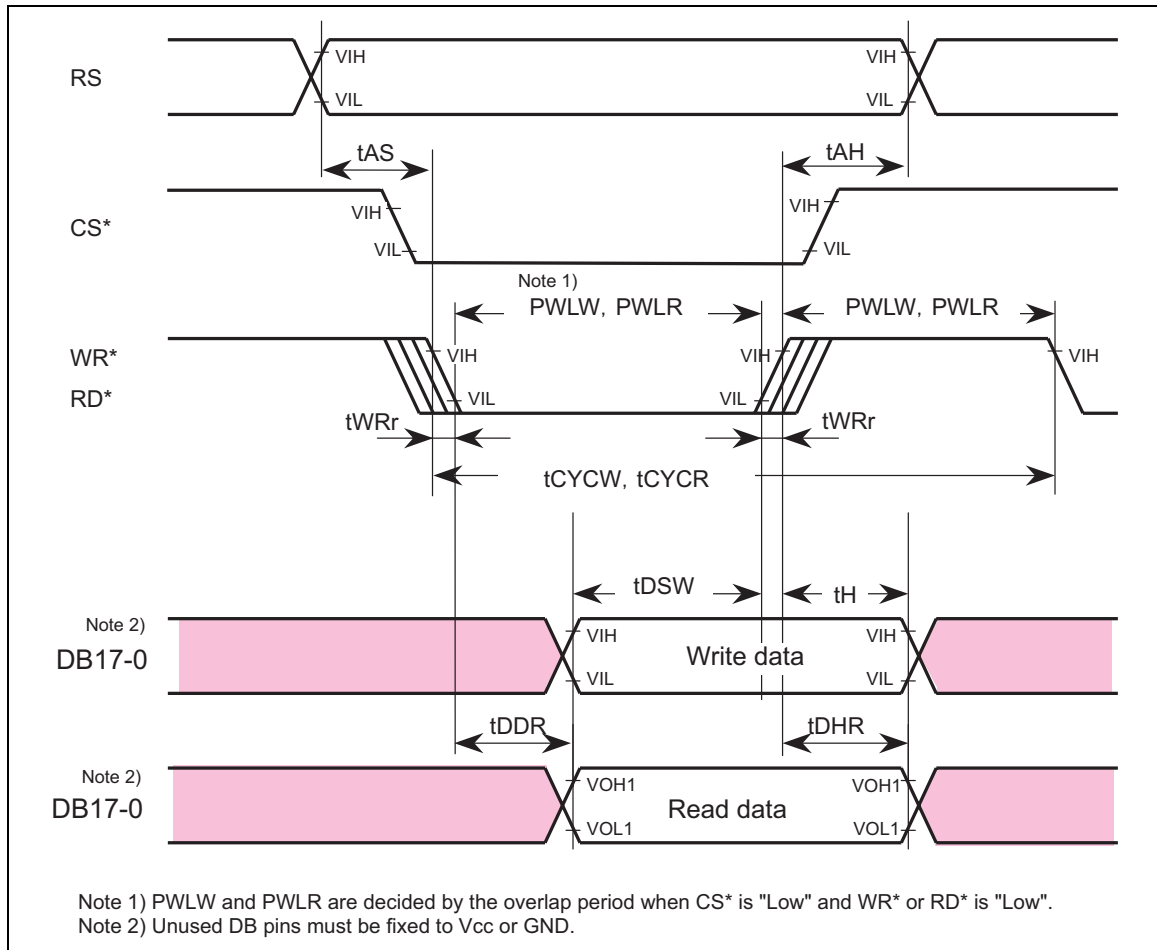 RS
VIH
VIH
VIL
VIL
tAS
tAH
CS*
VIH
VIH
VIL
VIL
Note 1)
PWLW, PWLR
PWLW, PWLR
WR*
VIH
VIH
VIH
RD*
VIL
VIL
tWRr
tWRr
tCYCW, tCYCR
tDSW
tH
Note 2)
DB17-0
VIH
VIH
Write data
VIL
VIL
tDDR
tDHR
Note 2)
DB17-0
VOH1
VOH1
Read data
VOL1
VOL1
Note 1) PWLW and PWLR are decided by the overlap period when CS* is "Low" and WR* or RD* is "Low".
Note 2) Unused DB pins must be fixed to Vcc or GND.